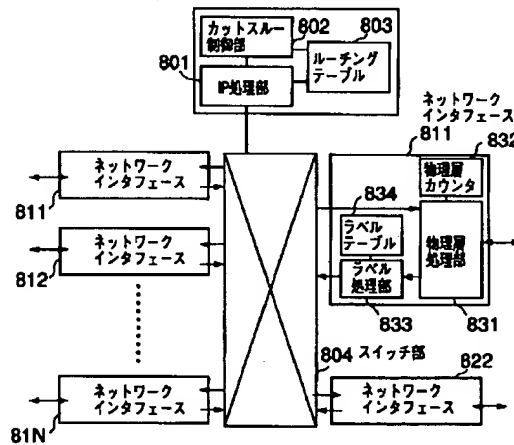 カットスルー
制御部
802
803
ルーチング
テーブル
801
IP処理部
ネットワーク
インタフェース
811
832
物理層
カウンタ
834
ラベル
テーブル
物理層
処理部
ラベル
処理部
833
831
ネットワーク
インタフェース
811
ネットワーク
インタフェース
812
804 スイッチ部
822
ネットワーク
インタフェース
81N
ネットワーク
インタフェース